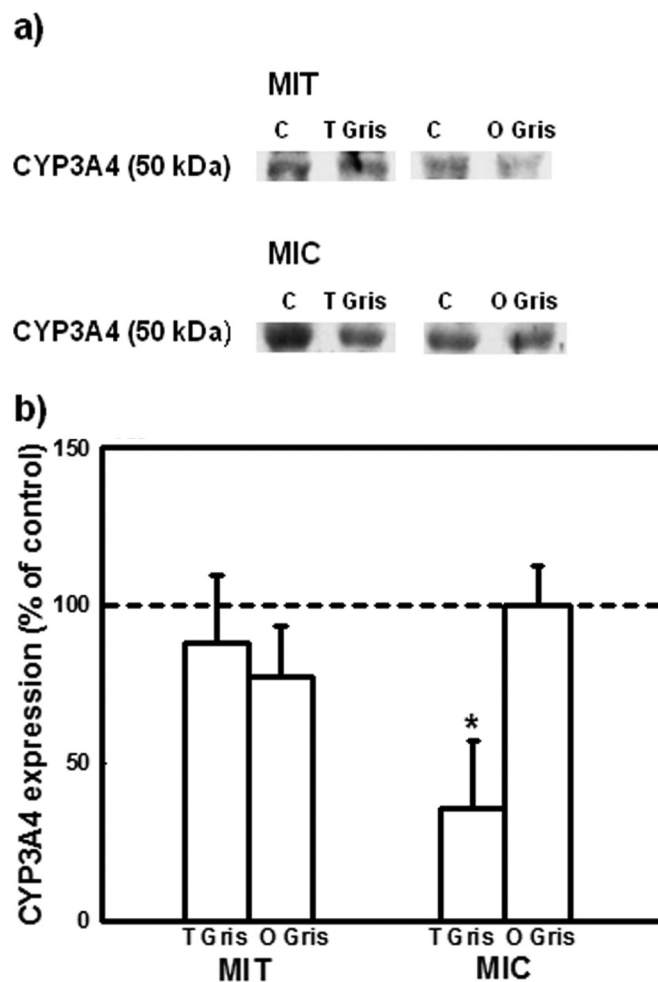 a)
MIT
C T Gris C O Gris
CYP3A4 (50 kDa)
MIC
C T Gris C O Gris
CYP3A4 (50 kDa)
b)
CYP3A4 expression (% of control)
150
100
50
0
*
T Gris O Gris T Gris O Gris
MIT MIC